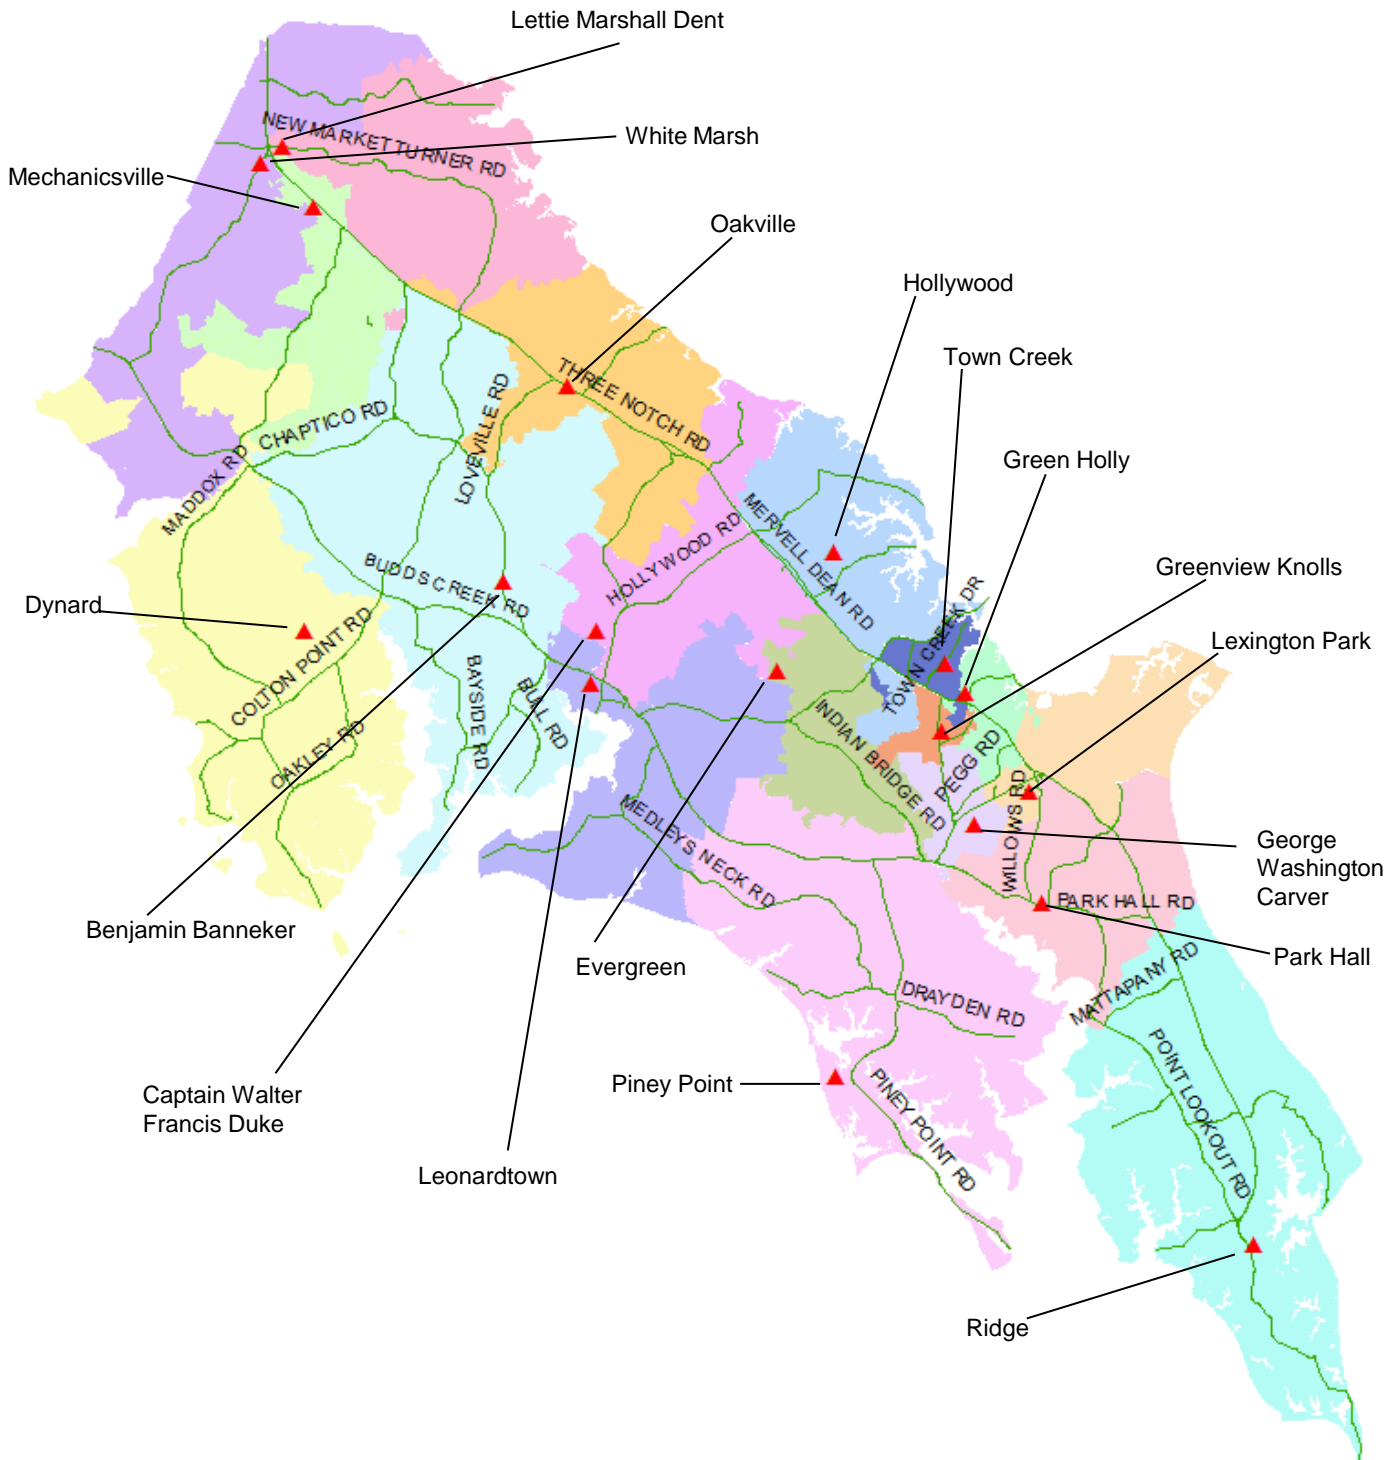 Lettie Marshall Dent
NEW MARKET TURNER RD
White Marsh
Mechanicsville
Oakville
Hollywood
Town Creek
THREE NOTCH RD
LOVEVILLE RD
CHAPTICO RD
Green Holly
MADDOX RD
MERVELL DEAN RD
HOLLYWOOD RD
Greenview Knolls
BUDDS CREEK RD
Dynard
TOWN CREEK DR
Lexington Park
COLTON POINT RD
BAYSIDE RD
BULL RD
OAKLEY RD
INDIAN BRIDGE RD
PEGG RD
MEDLEYS NECK RD
WILLOWS RD
George
Washington
Carver
PARK HALL RD
Benjamin Banneker
Evergreen
Park Hall
MATTAPANY RD
DRAYDEN RD
Captain Walter
Francis Duke
Piney Point
PINEY POINT RD
POINT LOOKOUT RD
Leonardtown
Ridge